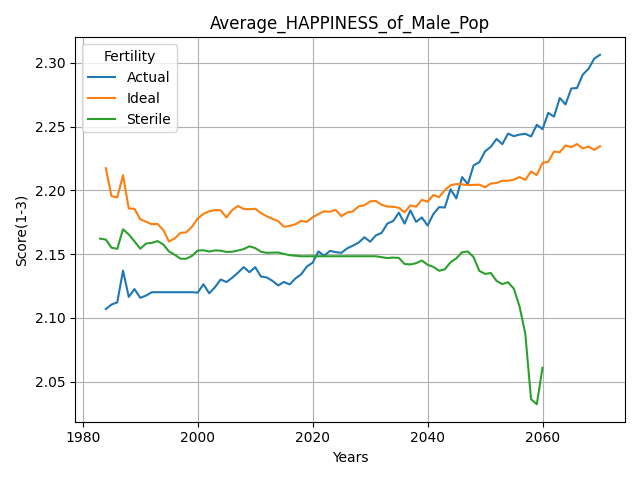 Average_HAPPINESS_of_Male_Pop
Fertility
Actual
Ideal
Sterile
Score(1-3)
2.30
2.25
2.20
2.15
2.10
2.05
1980
2000
2020
2040
2060
Years